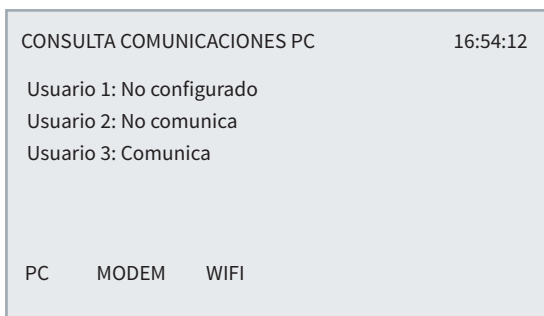 CONSULTA COMUNICACIONES PC 16:54:12
Usuario 1: No configurado
Usuario 2: No comunica
Usuario 3: Comunica
PC MODEM WIFI